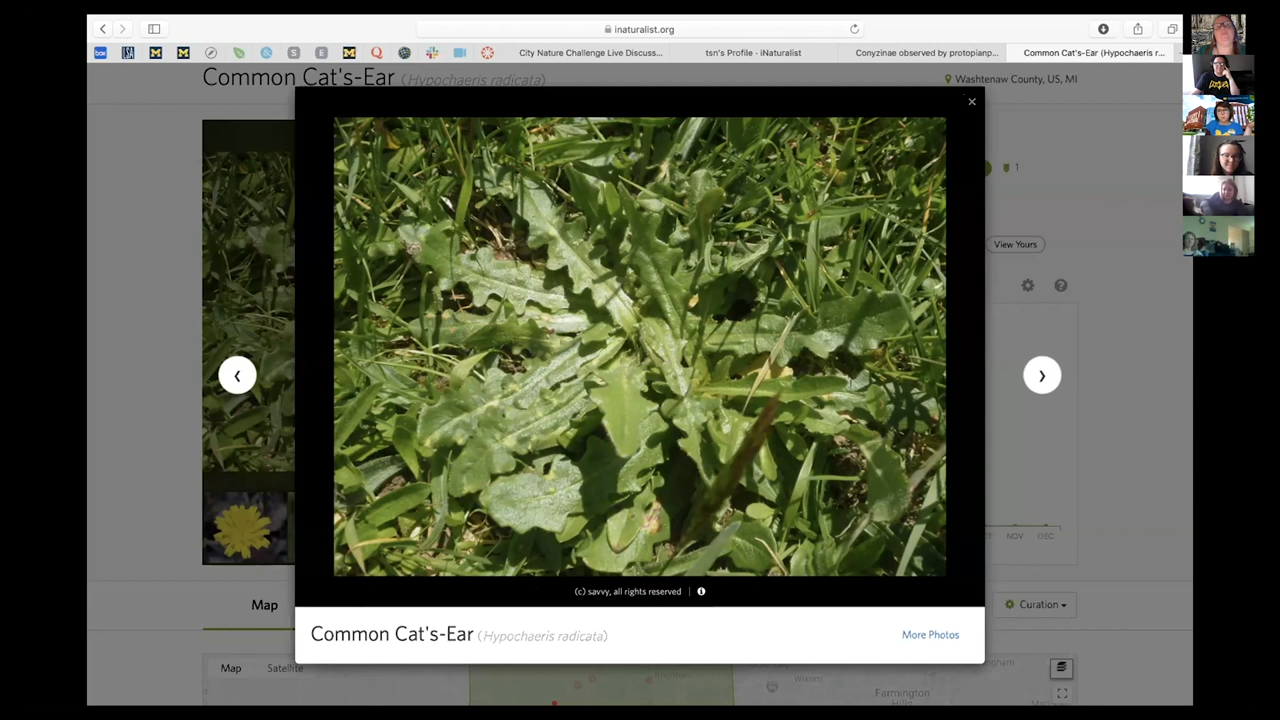 inaturalist.org
City Nature Challenge Live Discuss...
tsn's Profile - iNaturalist
Conyzinae observed by protopianp...
Common Cat's-Ear (Hypochaeris r...
Common Cat's-Ear (Hypochaeris radicata)
Washtenaw County, US, MI
1
View Yours
NOV
DEC
(c) savvy, all rights reserved
Map
Curation
Common Cat's-Ear (Hypochaeris radicata)
More Photos
Map
Satellite
Wixom
Farmington
Hills